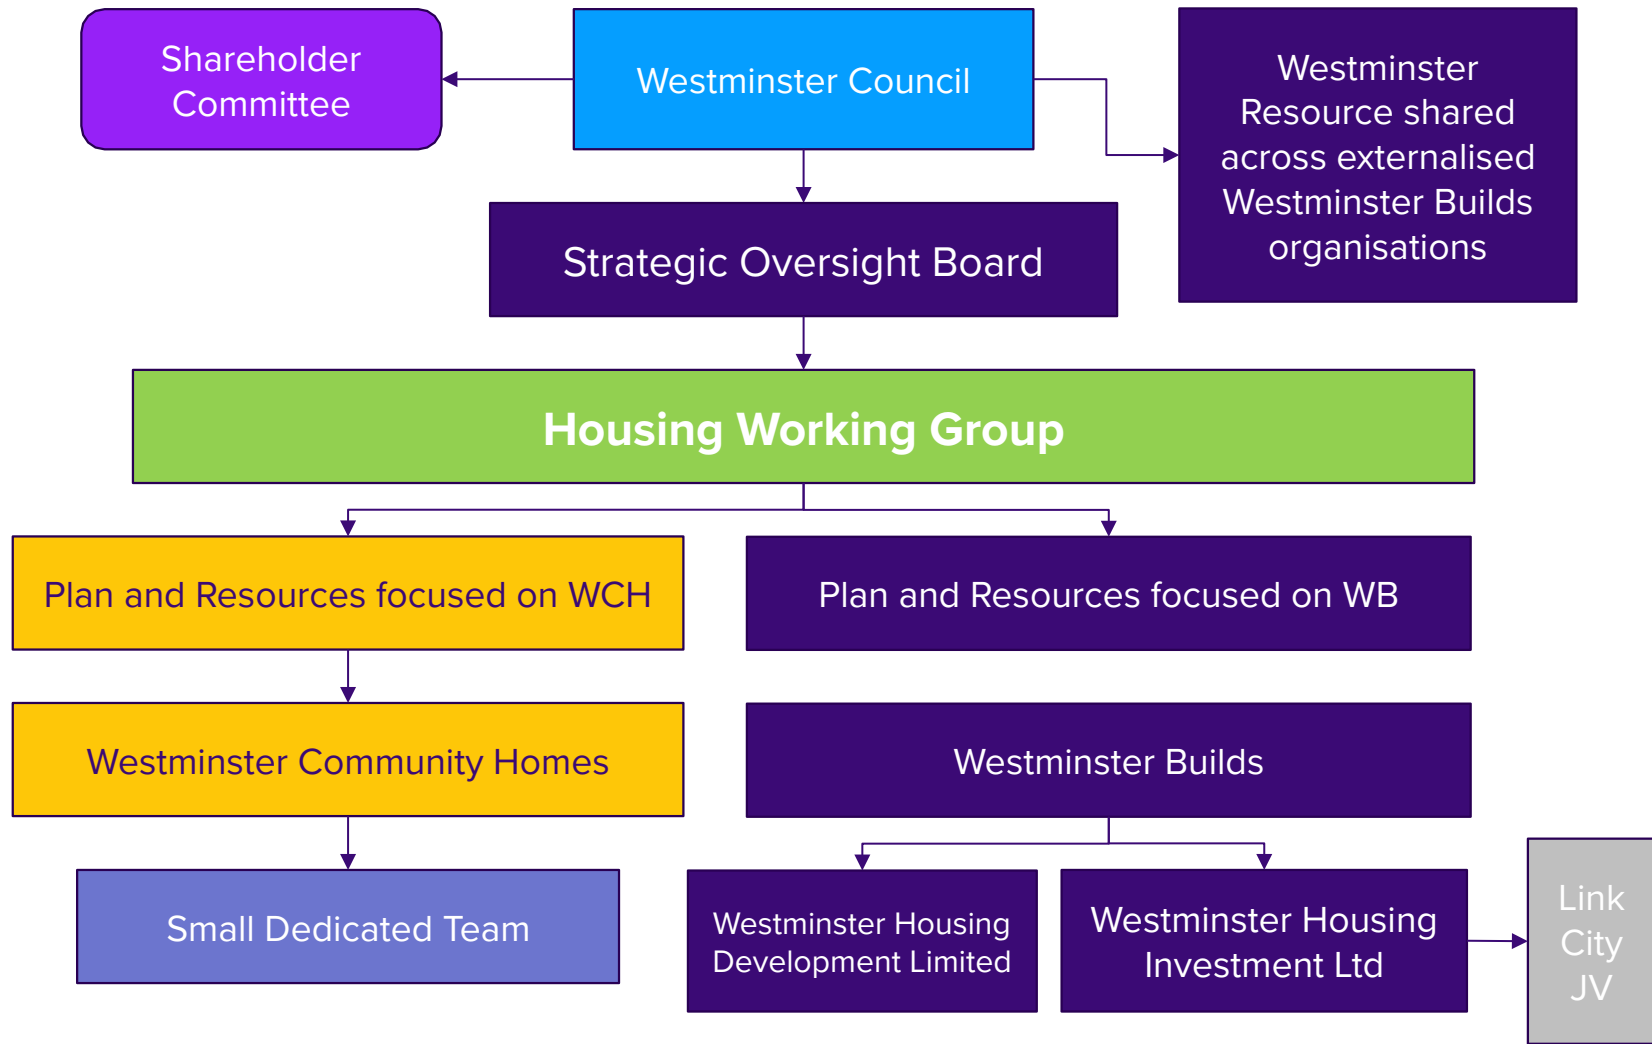 Shareholder
Committee
Westminster Council
Westminster
Resource shared
across externalised
Westminster Builds
organisations
Strategic Oversight Board
Housing Working Group
Plan and Resources focused on WCH
Plan and Resources focused on WB
Westminster Community Homes
Westminster Builds
Small Dedicated Team
Westminster Housing
Development Limited
Westminster Housing
Investment Ltd
Link
City
JV